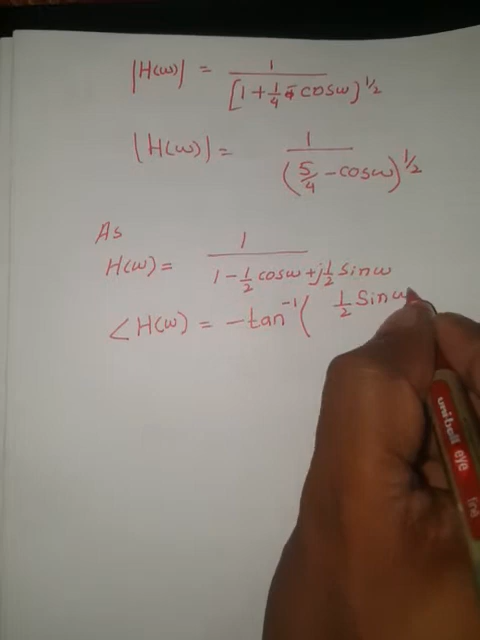 |H(ω)| = 1 / [1 + 1/4 - cosω]^1/2
|H(ω)| = 1 / (5/4 - cosω)^1/2
As
H(ω) = 1 / 1 - 1/2 cosω + j 1/2 Sinω
∠H(ω) = -tan^-1 ( 1/2 Sinω
uniball eye fine